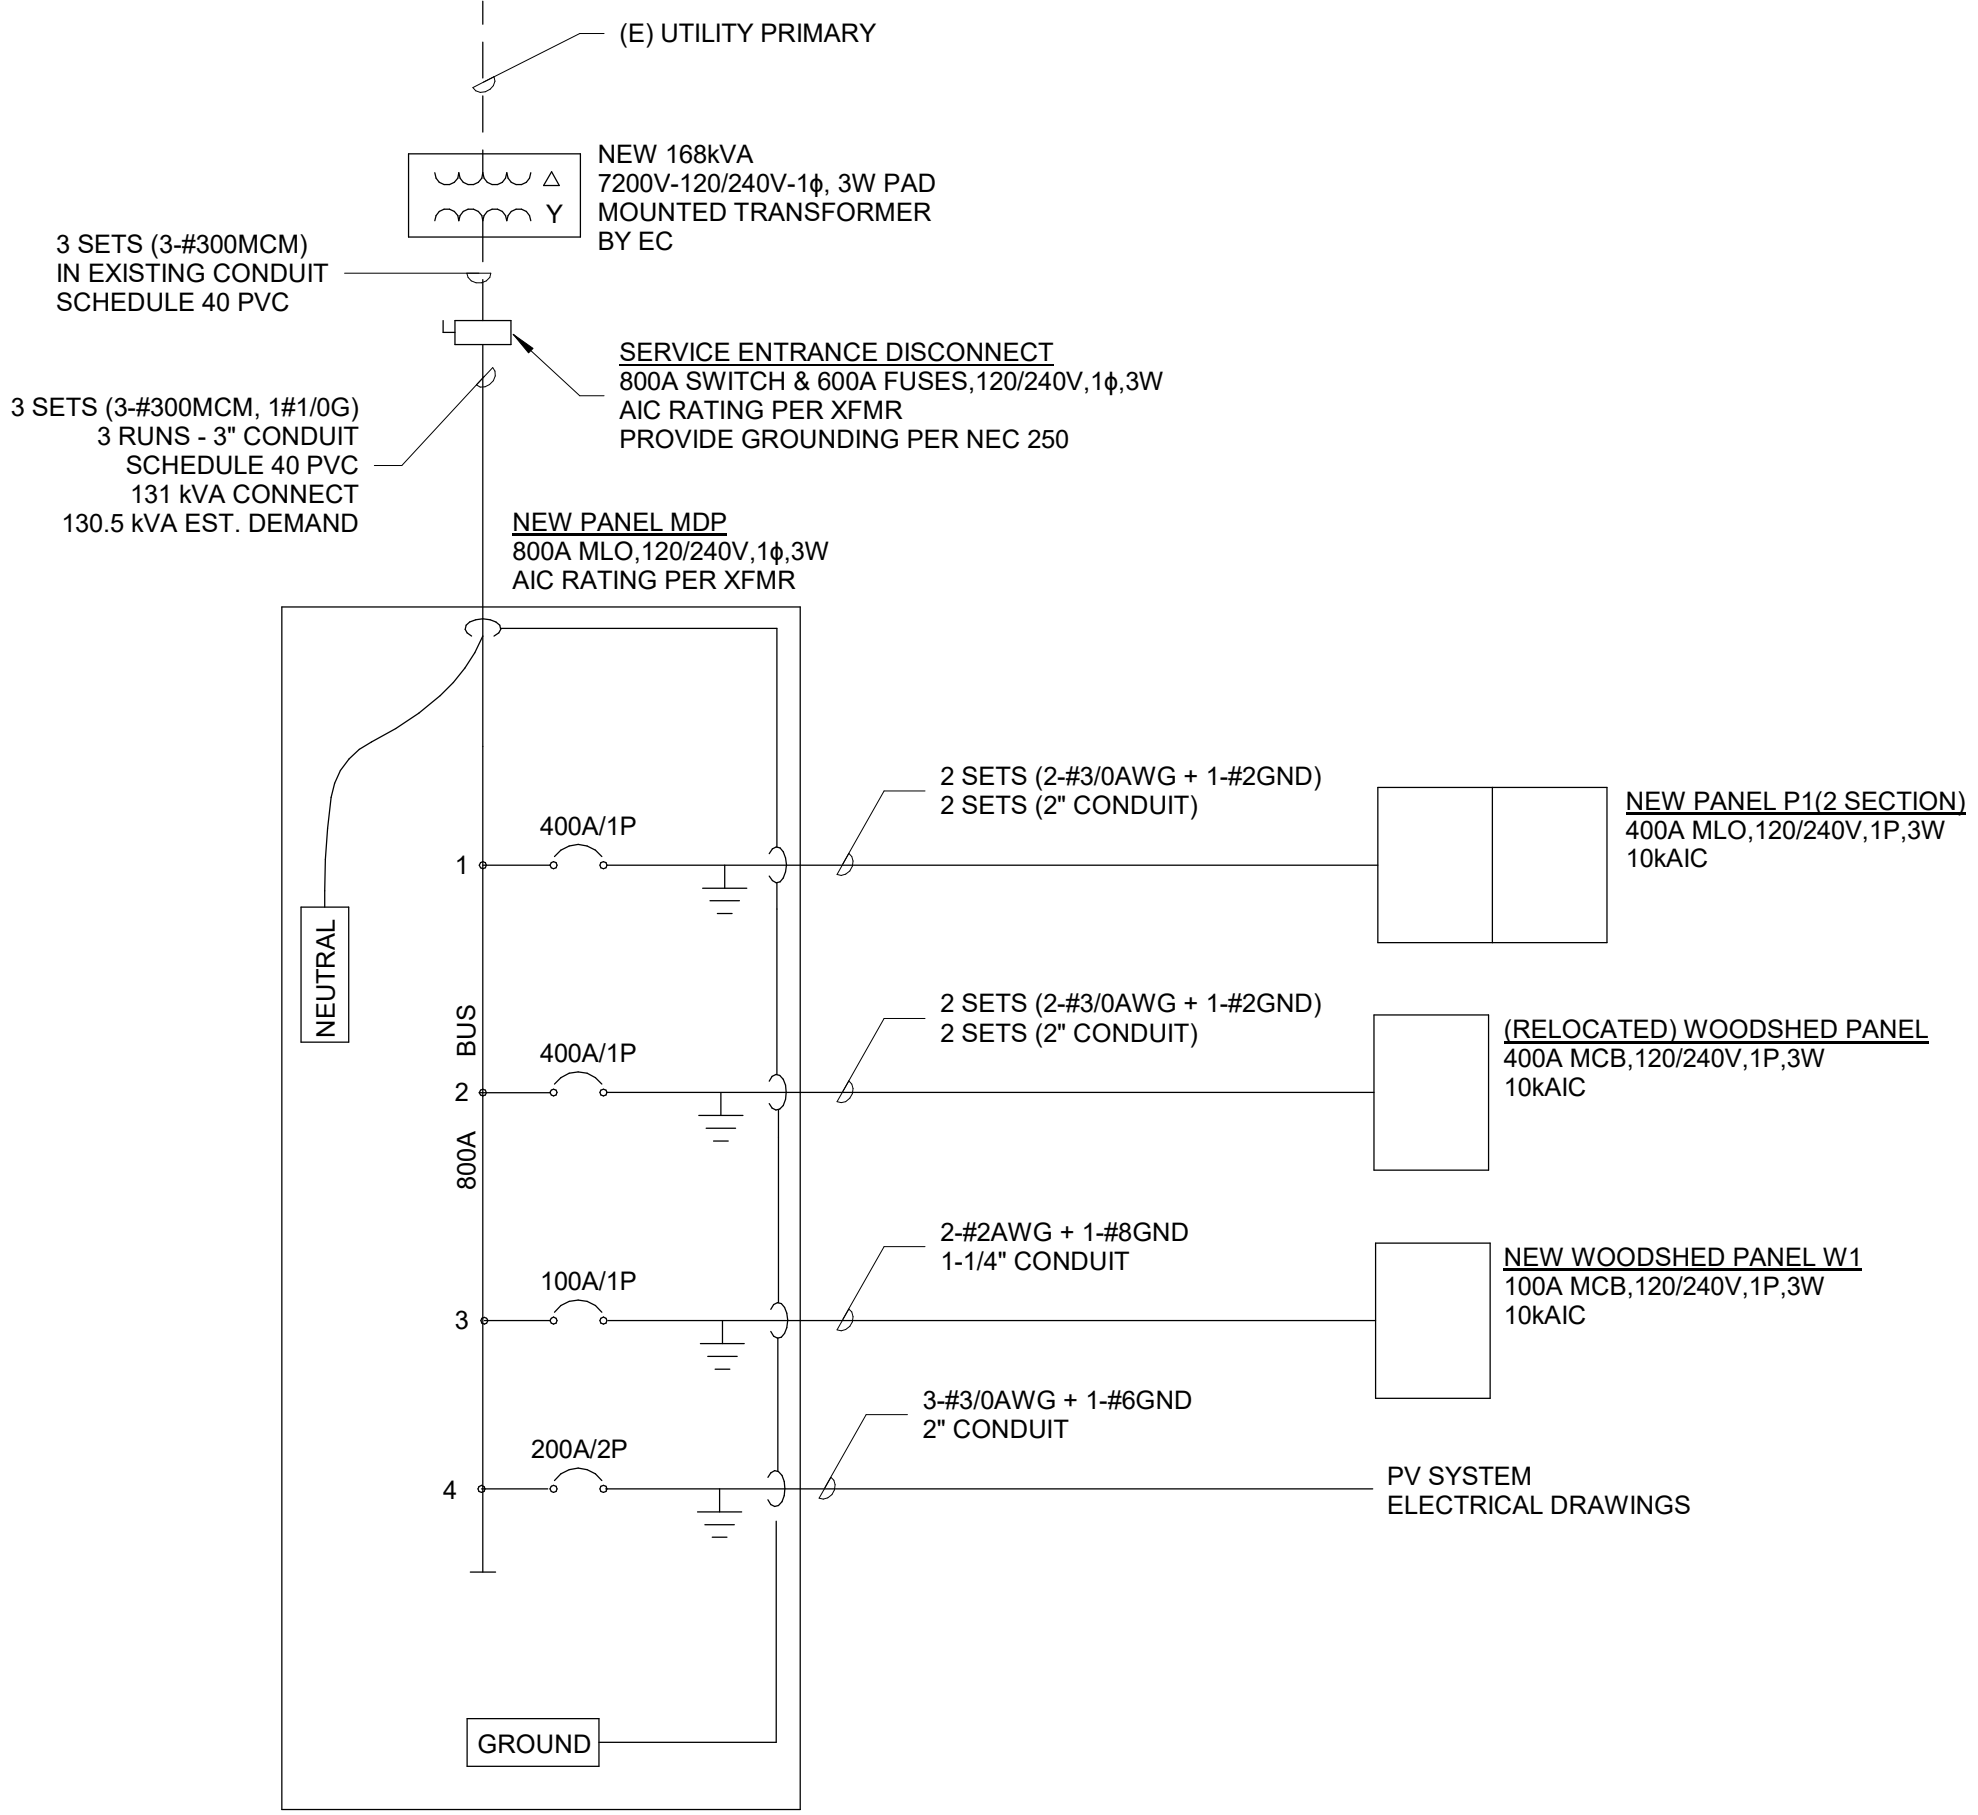 (E) UTILITY PRIMARY
NEW 168kVA
7200V-120/240V-1ϕ, 3W PAD
MOUNTED TRANSFORMER
BY EC
Y
3 SETS (3-#300MCM)
IN EXISTING CONDUIT
SCHEDULE 40 PVC
SERVICE ENTRANCE DISCONNECT
800A SWITCH & 600A FUSES,120/240V,1ϕ,3W
AIC RATING PER XFMR
PROVIDE GROUNDING PER NEC 250
3 SETS (3-#300MCM, 1#1/0G)
3 RUNS - 3" CONDUIT
SCHEDULE 40 PVC
131 kVA CONNECT
130.5 kVA EST. DEMAND
NEW PANEL MDP
800A MLO,120/240V,1ϕ,3W
AIC RATING PER XFMR
NEUTRAL
800A BUS
1
400A/1P
2 SETS (2-#3/0AWG + 1-#2GND)
2 SETS (2" CONDUIT)
NEW PANEL P1(2 SECTION)
400A MLO,120/240V,1P,3W
10kAIC
2
400A/1P
2 SETS (2-#3/0AWG + 1-#2GND)
2 SETS (2" CONDUIT)
(RELOCATED) WOODSHED PANEL
400A MCB,120/240V,1P,3W
10kAIC
3
100A/1P
2-#2AWG + 1-#8GND
1-1/4" CONDUIT
NEW WOODSHED PANEL W1
100A MCB,120/240V,1P,3W
10kAIC
4
200A/2P
3-#3/0AWG + 1-#6GND
2" CONDUIT
PV SYSTEM
ELECTRICAL DRAWINGS
GROUND